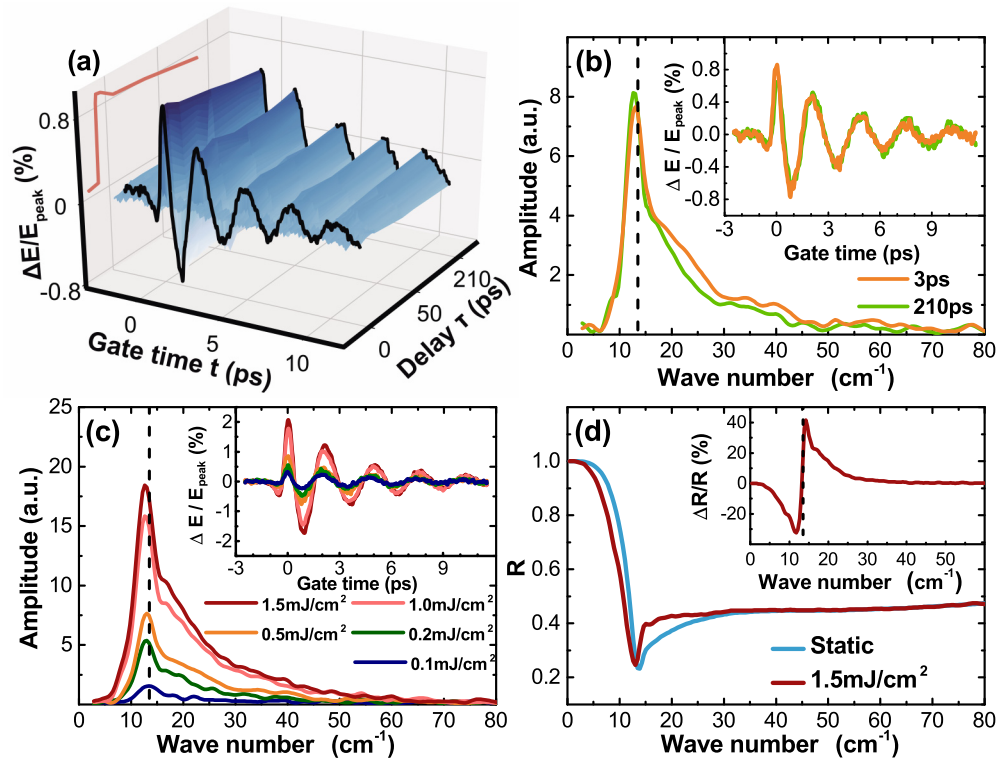 (a)
ΔE/E_peak (%)
0.8
0
-0.8
0
5
10
Gate time t (ps)
0
50
210
Delay τ (ps)
(b)
Amplitude (a.u.)
8
6
4
2
0 10 20 30 40 50 60 70 80
Wave number (cm⁻¹)
Δ E / E_peak (%)
0.8
0.4
0.0
-0.4
-0.8
-3 0 3 6 9
Gate time (ps)
3ps
210ps
(c)
Amplitude (a.u.)
25
20
15
10
5
0 10 20 30 40 50 60 70 80
Wave number (cm⁻¹)
Δ E / E_peak (%)
2
1
0
-1
-2
-3 0 3 6 9
Gate time (ps)
1.5mJ/cm² 1.0mJ/cm²
0.5mJ/cm² 0.2mJ/cm²
0.1mJ/cm²
(d)
R
1.0
0.8
0.6
0.4
0.2
0 10 20 30 40 50 60 70 80
Wave number (cm⁻¹)
ΔR/R (%)
40
20
0
-20
0 10 20 30 40 50
Wave number (cm⁻¹)
Static
1.5mJ/cm²